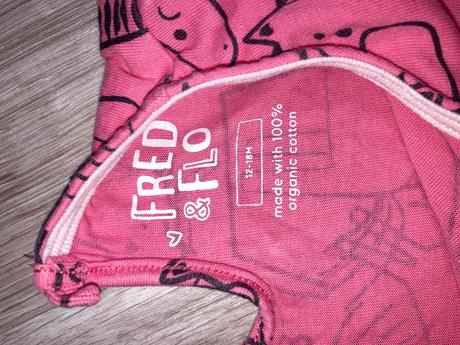 FRED
& FLO
12-18M
made with 100%
organic cotton